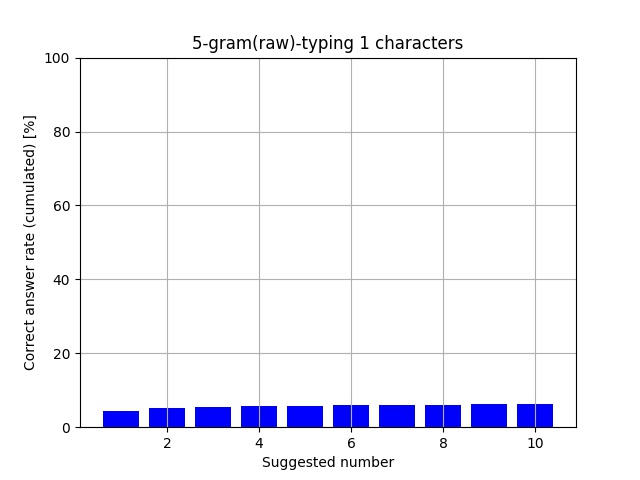 5-gram(raw)-typing 1 characters
Correct answer rate (cumulated) [%]
100
80
60
40
20
0
2 4 6 8 10
Suggested number